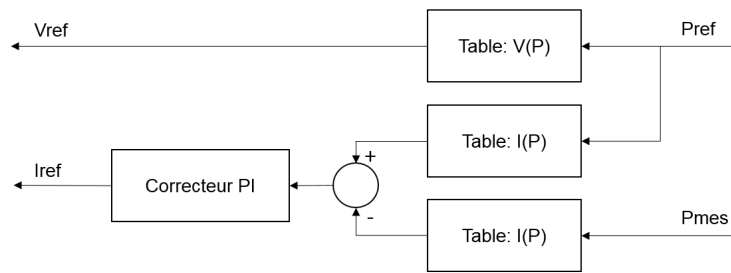 Vref
Table: V(P)
Pref
Table: I(P)
+
Iref
Correcteur PI
-
Table: I(P)
Pmes